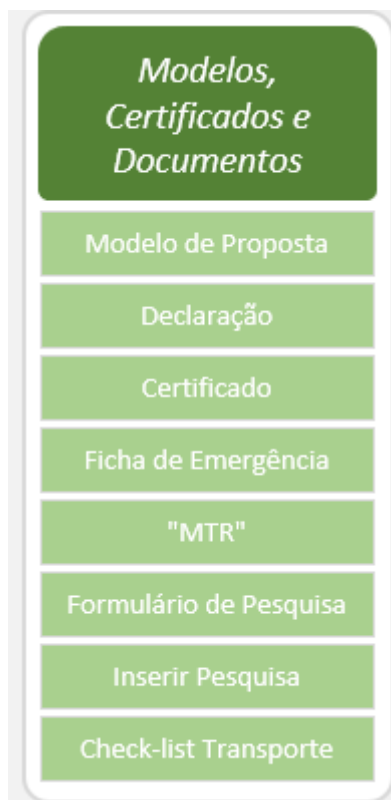 Modelos,
Certificados e
Documentos
Modelo de Proposta
Declaração
Certificado
Ficha de Emergência
"MTR"
Formulário de Pesquisa
Inserir Pesquisa
Check-list Transporte